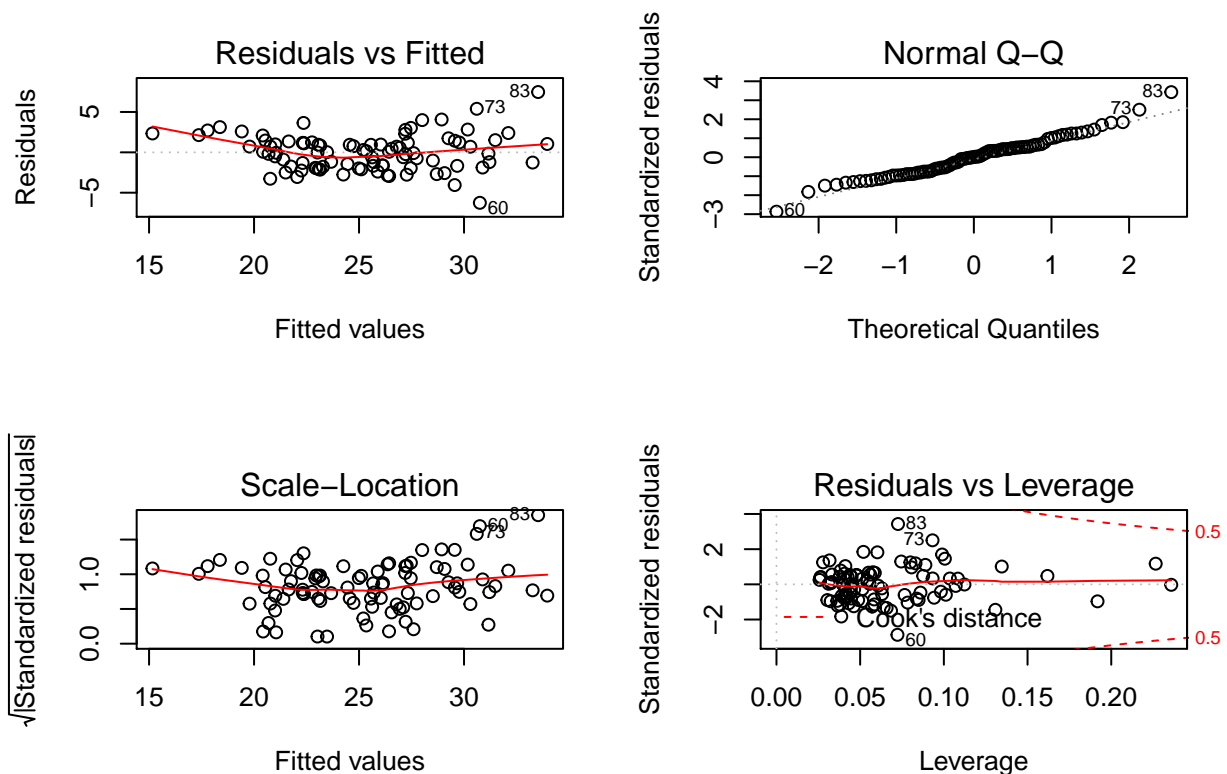 Residuals vs Fitted
Residuals
5
−5
83
73
60
15 20 25 30
Fitted values
Normal Q−Q
Standardized residuals
4
2
0
−3
83
73
60
−2 −1 0 1 2
Theoretical Quantiles
Scale−Location
√|Standardized residuals|
1.0
0.0
83
60
73
15 20 25 30
Fitted values
Residuals vs Leverage
Standardized residuals
2
0
−2
83
73
60
Cook's distance
0.5
0.5
0.00 0.05 0.10 0.15 0.20
Leverage